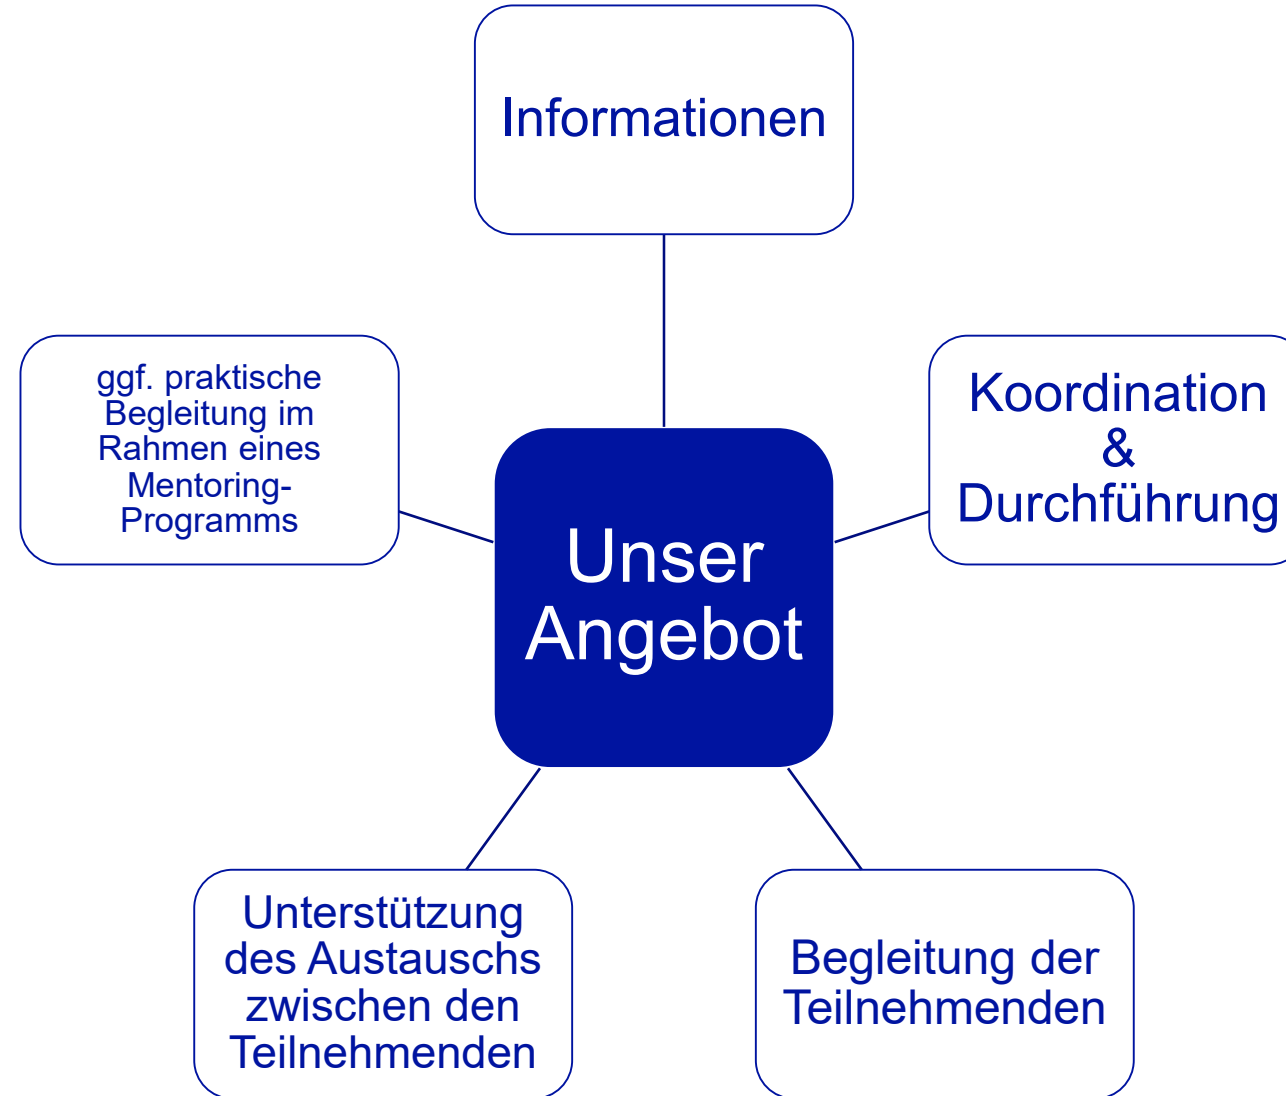 Informationen
ggf. praktische
Begleitung im
Rahmen eines
Mentoring-
Programms
Koordination
&
Durchführung
Unser
Angebot
Unterstützung
des Austauschs
zwischen den
Teilnehmenden
Begleitung der
Teilnehmenden